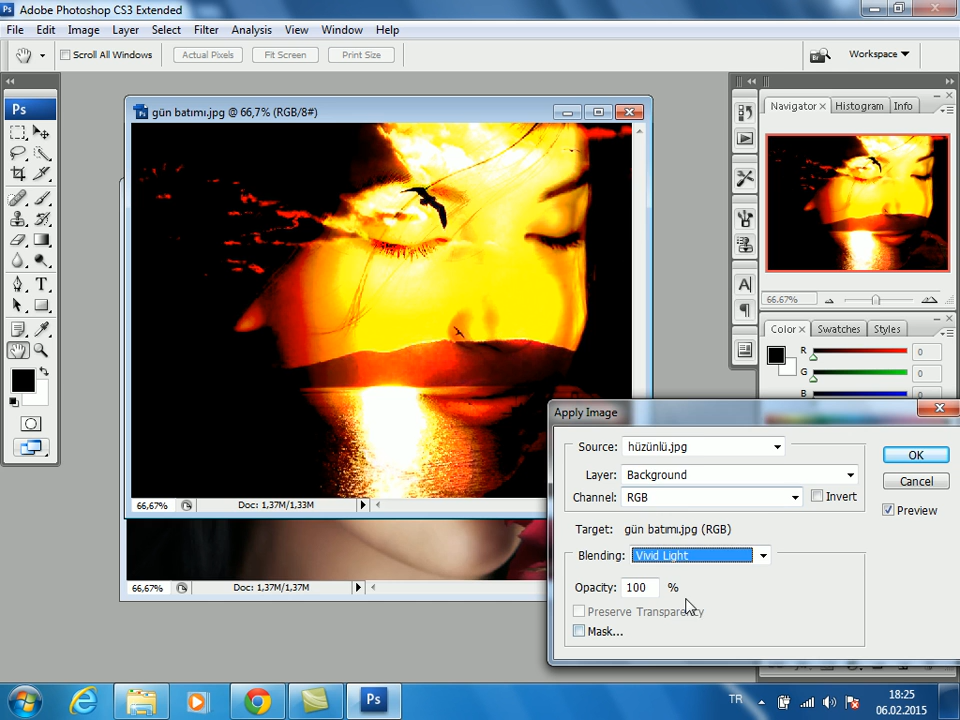 Ps Adobe Photoshop CS3 Extended
File Edit Image Layer Select Filter Analysis View Window Help
Scroll All Windows Actual Pixels Fit Screen Print Size Workspace
Ps
Ps gün batımı.jpg @ 66,7% (RGB/8#)
Navigator × Histogram Info
66,67% Doc: 1,37M/1,33M
66,67% Doc: 1,37M/1,37M
66.67%
Color × Swatches Styles
R 0
G 0
B
Apply Image
Source: hüzünlü.jpg
Layer: Background
Channel: RGB Invert
Target: gün batımı.jpg (RGB)
Blending: Vivid Light
Opacity: 100 %
Preserve Transparency
Mask...
OK
Cancel
Preview
Ps
TR
18:25
06.02.2015